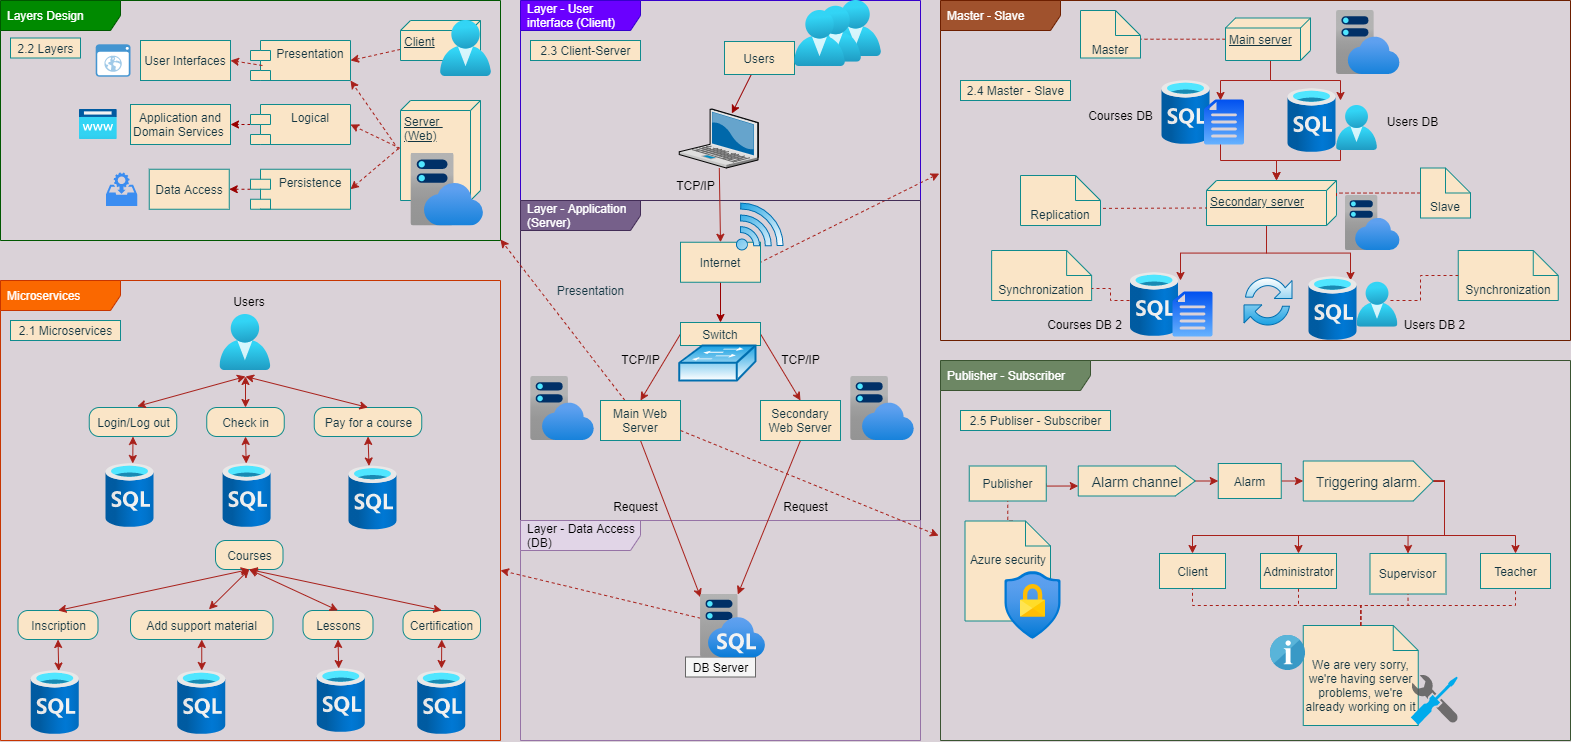 Layers Design
2.2 Layers
User Interfaces
Presentation
Client
WWW
Application and
Domain Services
Logical
Server
(Web)
Data Access
Persistence
Microservices
2.1 Microservices
Users
Login/Log out
Check in
Pay for a course
SQL
SQL
SQL
Courses
Inscription
Add support material
Lessons
Certification
SQL
SQL
SQL
SQL
Layer - User
interface (Client)
2.3 Client-Server
Users
TCP/IP
Layer - Application
(Server)
Internet
Presentation
Switch
TCP/IP
TCP/IP
Main Web
Server
Secondary
Web Server
Request
Request
Layer - Data Access
(DB)
SQL
DB Server
Master - Slave
Master
Main server
2.4 Master - Slave
Courses DB
SQL
SQL
Users DB
Replication
Secondary server
Slave
Synchronization
Synchronization
SQL
SQL
Courses DB 2
Users DB 2
Publisher - Subscriber
2.5 Publiser - Subscriber
Publisher
Alarm channel
Alarm
Triggering alarm.
Azure security
Client
Administrator
Supervisor
Teacher
i
We are very sorry,
we're having server
problems, we're
already working on it